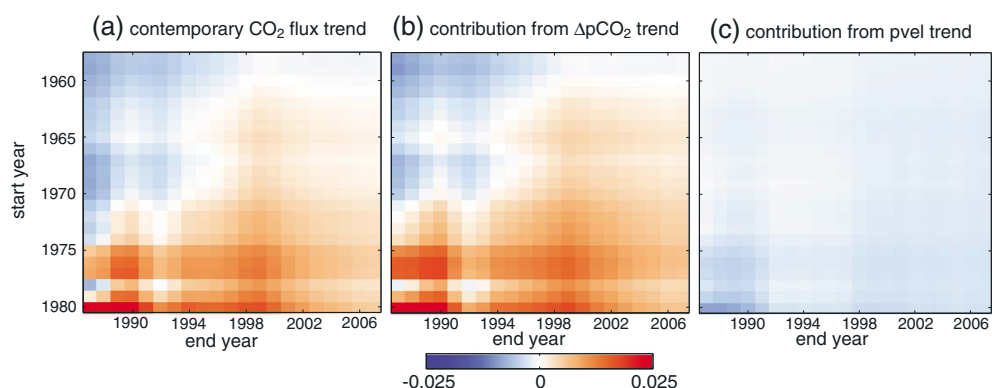 (a) contemporary CO₂ flux trend
(b) contribution from ΔpCO₂ trend
(c) contribution from pvel trend
start year
1960
1965
1970
1975
1980
1990 1994 1998 2002 2006
end year
1990 1994 1998 2002 2006
end year
1990 1994 1998 2002 2006
end year
-0.025 0 0.025